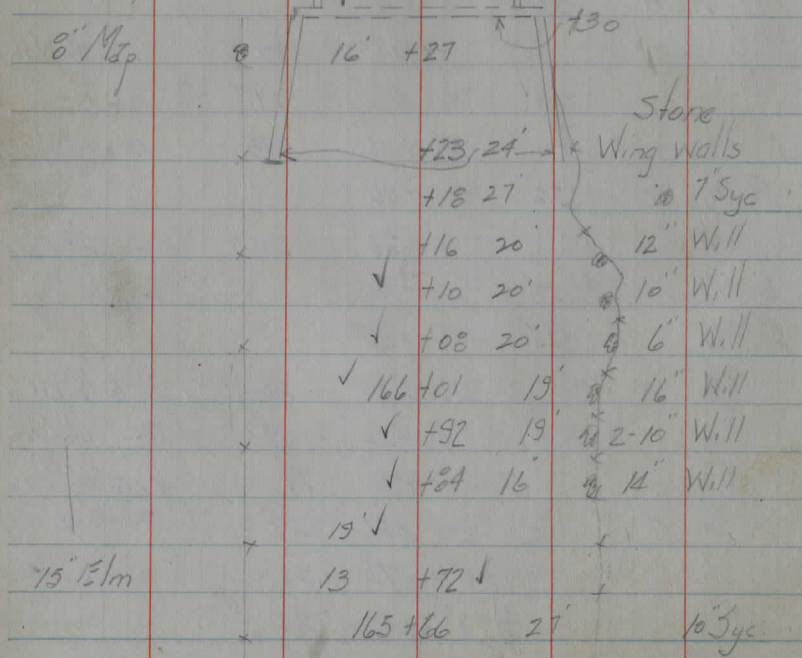 +30
8" Map 16' +27
Stone
+23, 24' Wing Walls
+18 27' 7" Syc
+16 20' 12" Will
✓ +10 20' 10" Will
✓ +08 20' 6" Will
✓ 166 +01 19' 16" Will
✓ +92 19' 2-10" Will
✓ +84 16' 14" Will
19' ✓
15" Elm 13 +72 ✓
165 +66 27' 10" Syc